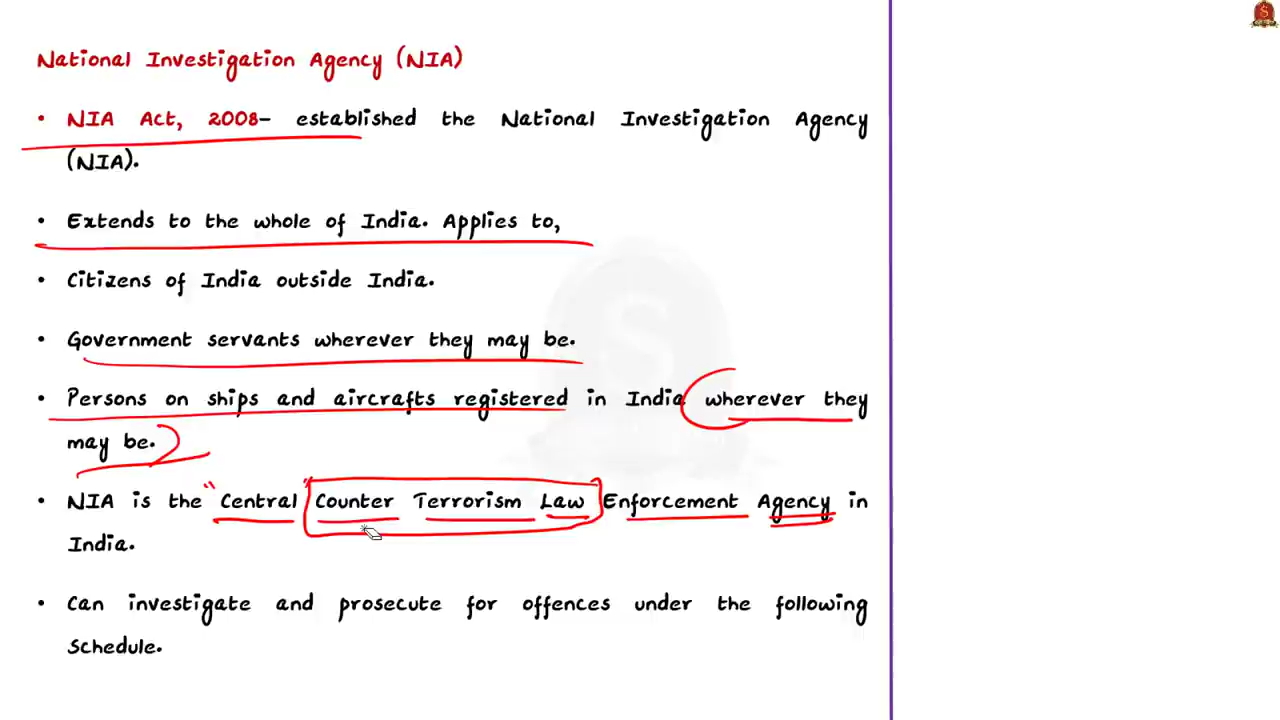 National Investigation Agency (NIA)
• NIA Act, 2008- established the National Investigation Agency
(NIA).
• Extends to the whole of India. Applies to,
• Citizens of India outside India.
• Government servants wherever they may be.
• Persons on ships and aircrafts registered in India wherever they
may be.
• NIA is the "Central Counter Terrorism Law Enforcement Agency in
India.
• Can investigate and prosecute for offences under the following
Schedule.
S